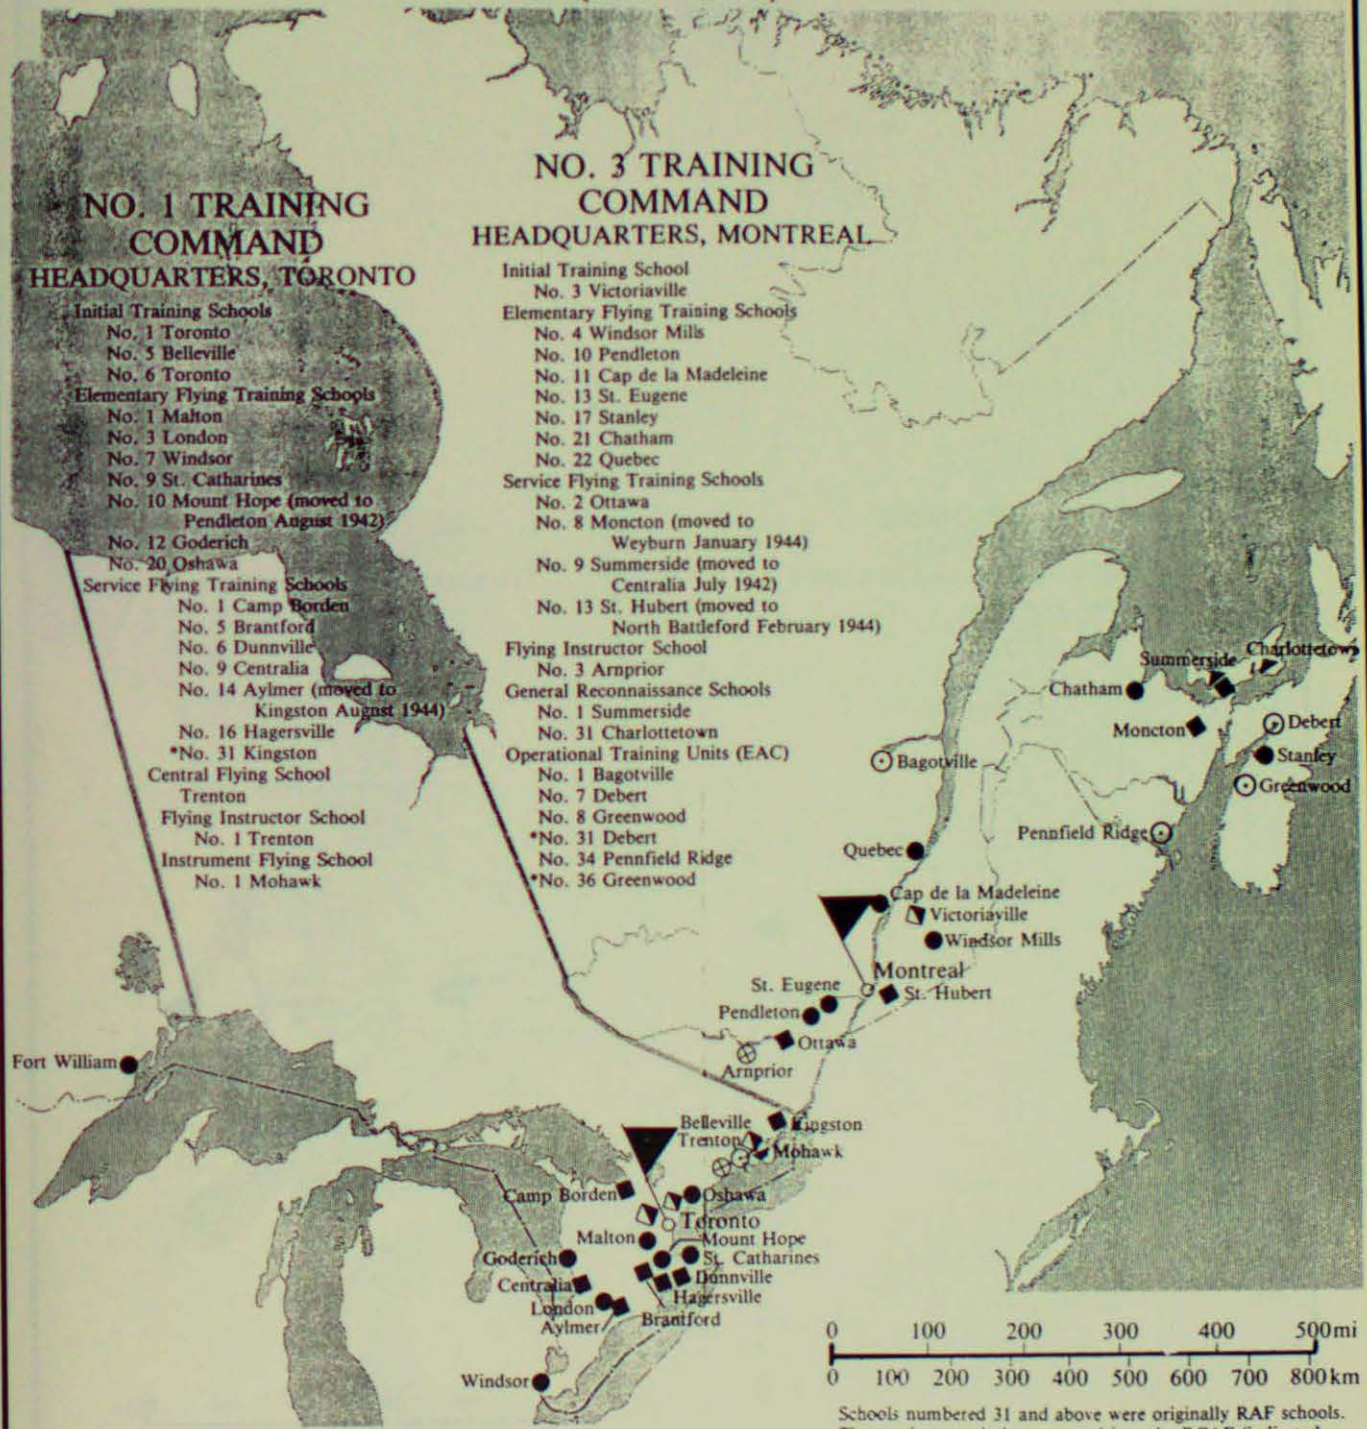 NO. 1 TRAINING
COMMAND
HEADQUARTERS, TORONTO
Initial Training Schools
No. 1 Toronto
No. 5 Belleville
No. 6 Toronto
Elementary Flying Training Schools
No. 1 Malton
No. 3 London
No. 7 Windsor
No. 9 St. Catharines
No. 10 Mount Hope (moved to
Pendleton August 1942)
No. 12 Goderich
No. 20 Oshawa
Service Flying Training Schools
No. 1 Camp Borden
No. 5 Brantford
No. 6 Dunnville
No. 9 Centralia
No. 14 Aylmer (moved to
Kingston August 1944)
No. 16 Hagersville
*No. 31 Kingston
Central Flying School
Trenton
Flying Instructor School
No. 1 Trenton
Instrument Flying School
No. 1 Mohawk
NO. 3 TRAINING
COMMAND
HEADQUARTERS, MONTREAL
Initial Training School
No. 3 Victoriaville
Elementary Flying Training Schools
No. 4 Windsor Mills
No. 10 Pendleton
No. 11 Cap de la Madeleine
No. 13 St. Eugene
No. 17 Stanley
No. 21 Chatham
No. 22 Quebec
Service Flying Training Schools
No. 2 Ottawa
No. 8 Moncton (moved to
Weyburn January 1944)
No. 9 Summerside (moved to
Centralia July 1942)
No. 13 St. Hubert (moved to
North Battleford February 1944)
Flying Instructor School
No. 3 Arnprior
General Reconnaissance Schools
No. 1 Summerside
No. 31 Charlottetown
Operational Training Units (EAC)
No. 1 Bagotville
No. 7 Debert
No. 8 Greenwood
*No. 31 Debert
No. 34 Pennfield Ridge
*No. 36 Greenwood
Charlottetown
Summerside
Chatham
Debert
Moncton
Stanley
Bagotville
Greenwood
Pennfield Ridge
Quebec
Cap de la Madeleine
Victoriaville
Windsor Mills
Montreal
St. Eugene
St. Hubert
Pendleton
Ottawa
Fort William
Arnprior
Belleville
Kingston
Trenton
Mohawk
Camp Borden
Oshawa
Toronto
Malton
Mount Hope
Goderich
St. Catharines
Centralia
Dunnville
Hagersville
London
Brantford
Aylmer
Windsor
0 100 200 300 400 500mi
0 100 200 300 400 500 600 700 800km
Schools numbered 31 and above were originally RAF schools.